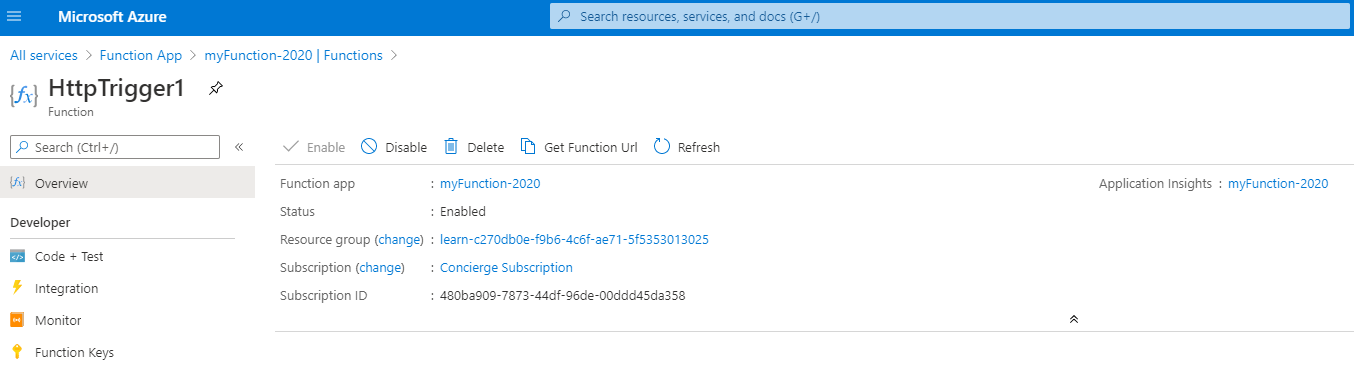 Microsoft Azure
Search resources, services, and docs (G+/)
All services > Function App > myFunction-2020 | Functions >
{fx} HttpTrigger1
Function
Search (Ctrl+/) «
Enable Disable Delete Get Function Url Refresh
{fx} Overview
Function app : myFunction-2020 Application Insights : myFunction-2020
Status : Enabled
Developer
Resource group (change) : learn-c270db0e-f9b6-4c6f-ae71-5f5353013025
Code + Test
Subscription (change) : Concierge Subscription
Integration
Subscription ID : 480ba909-7873-44df-96de-00ddd45da358
Monitor
Function Keys